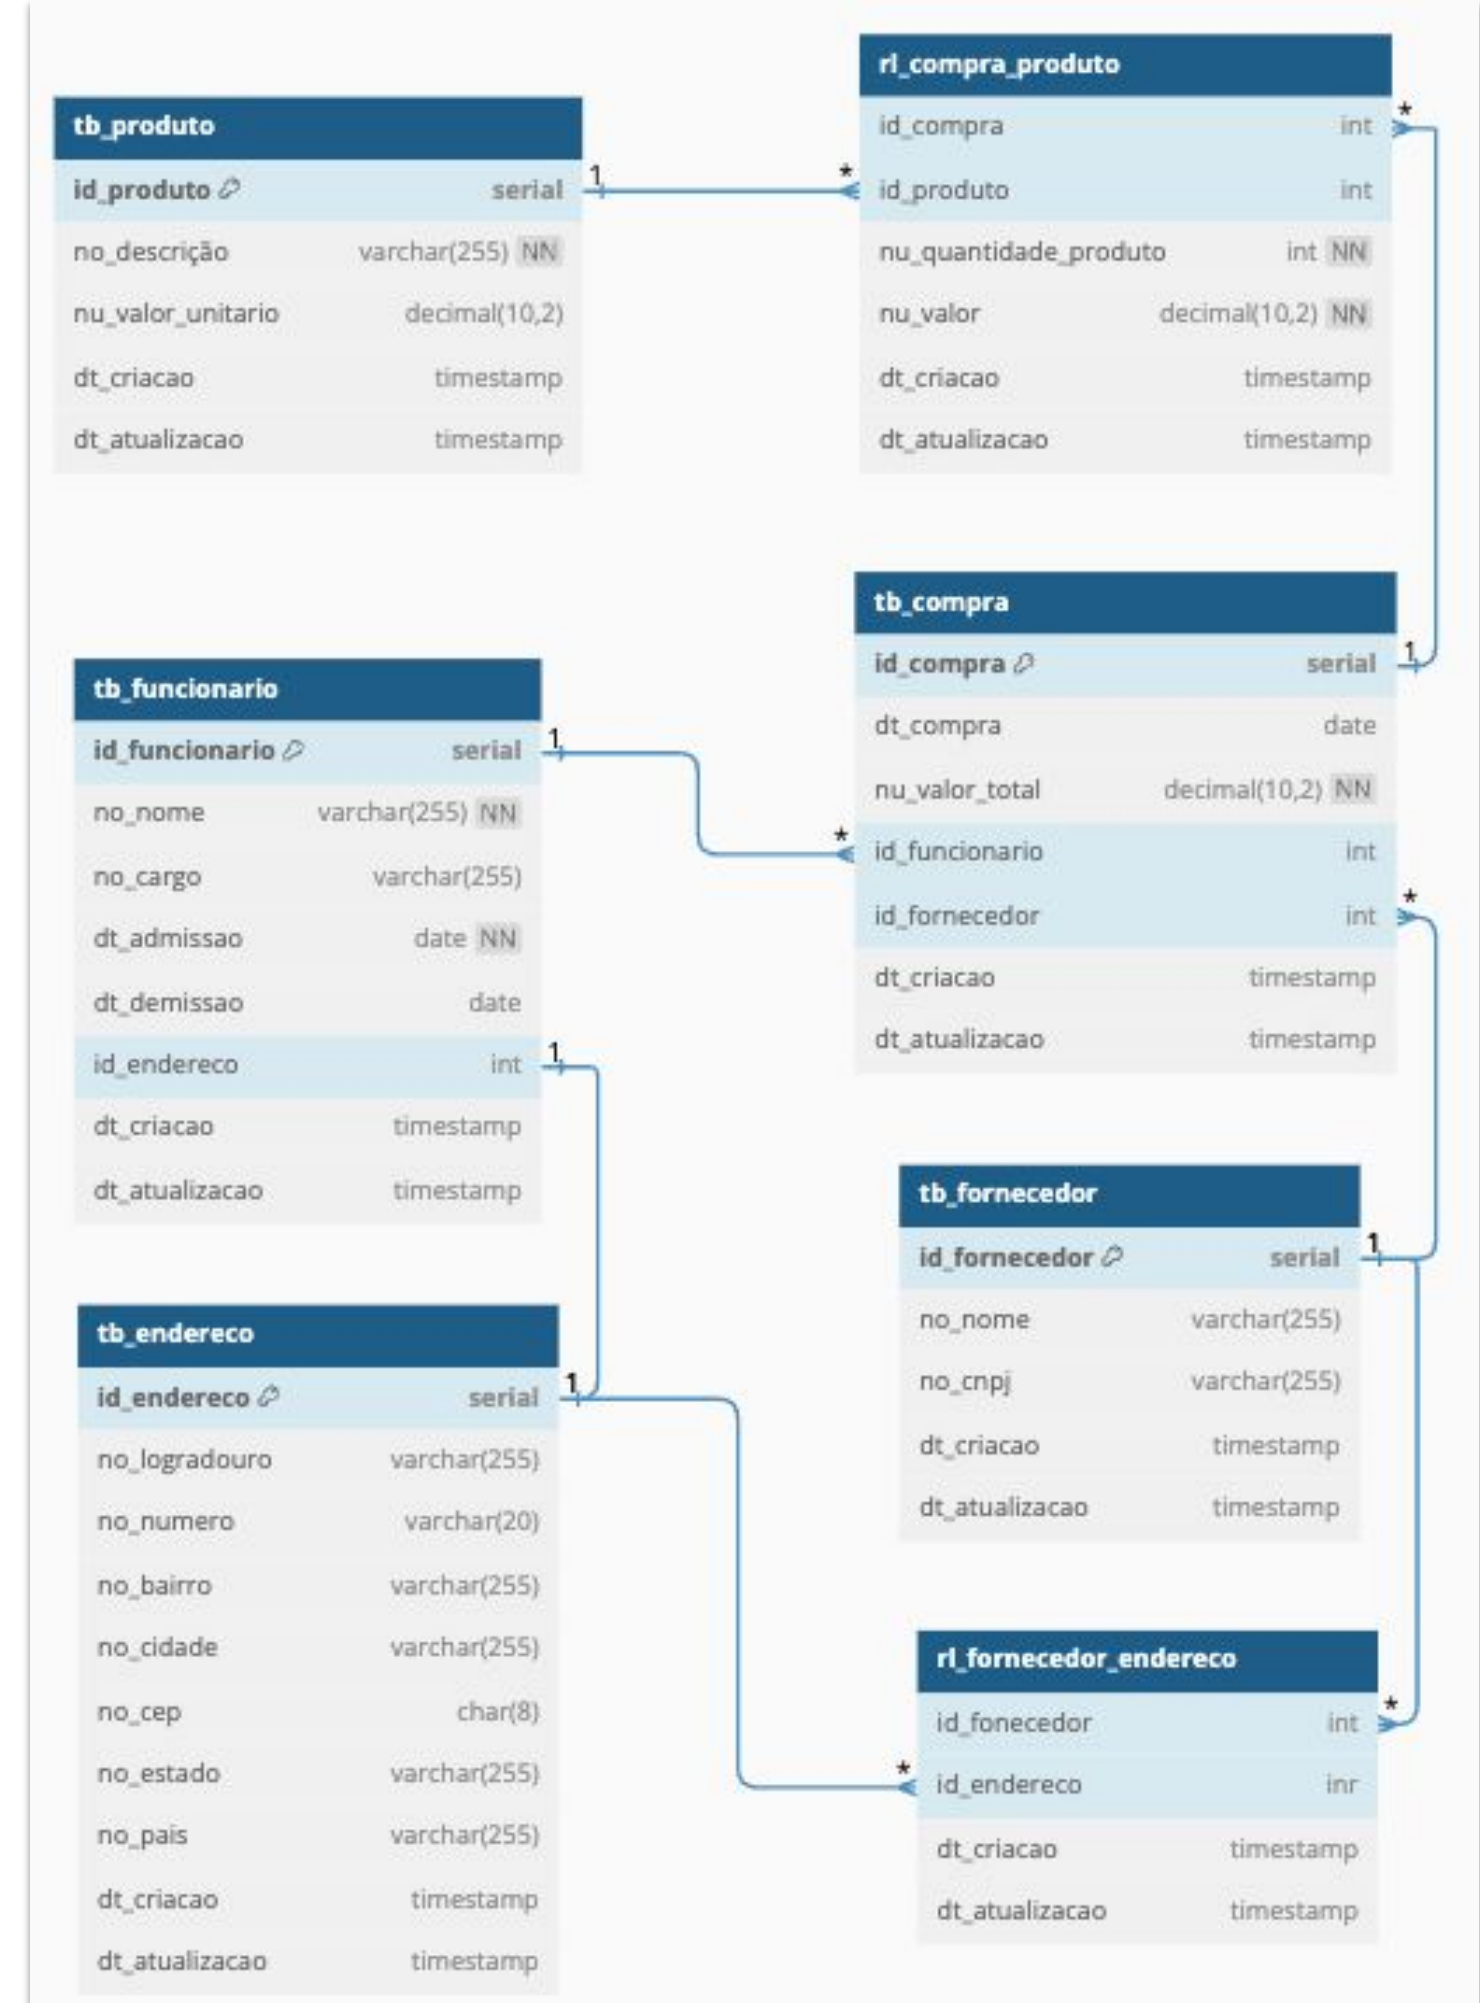 tb_produto
id_produto serial
no_descrição varchar(255) NN
nu_valor_unitario decimal(10,2)
dt_criacao timestamp
dt_atualizacao timestamp
1 *
rl_compra_produto
id_compra int
id_produto int
nu_quantidade_produto int NN
nu_valor decimal(10,2) NN
dt_criacao timestamp
dt_atualizacao timestamp
*
tb_compra
id_compra serial
dt_compra date
nu_valor_total decimal(10,2) NN
id_funcionario int
id_fornecedor int
dt_criacao timestamp
dt_atualizacao timestamp
1
*
*
tb_funcionario
id_funcionario serial
no_nome varchar(255) NN
no_cargo varchar(255)
dt_admissao date NN
dt_demissao date
id_endereco int
dt_criacao timestamp
dt_atualizacao timestamp
1
1
tb_fornecedor
id_fornecedor serial
no_nome varchar(255)
no_cnpj varchar(255)
dt_criacao timestamp
dt_atualizacao timestamp
1
tb_endereco
id_endereco serial
no_logradouro varchar(255)
no_numero varchar(20)
no_bairro varchar(255)
no_cidade varchar(255)
no_cep char(8)
no_estado varchar(255)
no_pais varchar(255)
dt_criacao timestamp
dt_atualizacao timestamp
1
rl_fornecedor_endereco
id_fonecedor int
id_endereco inr
dt_criacao timestamp
dt_atualizacao timestamp
*
*